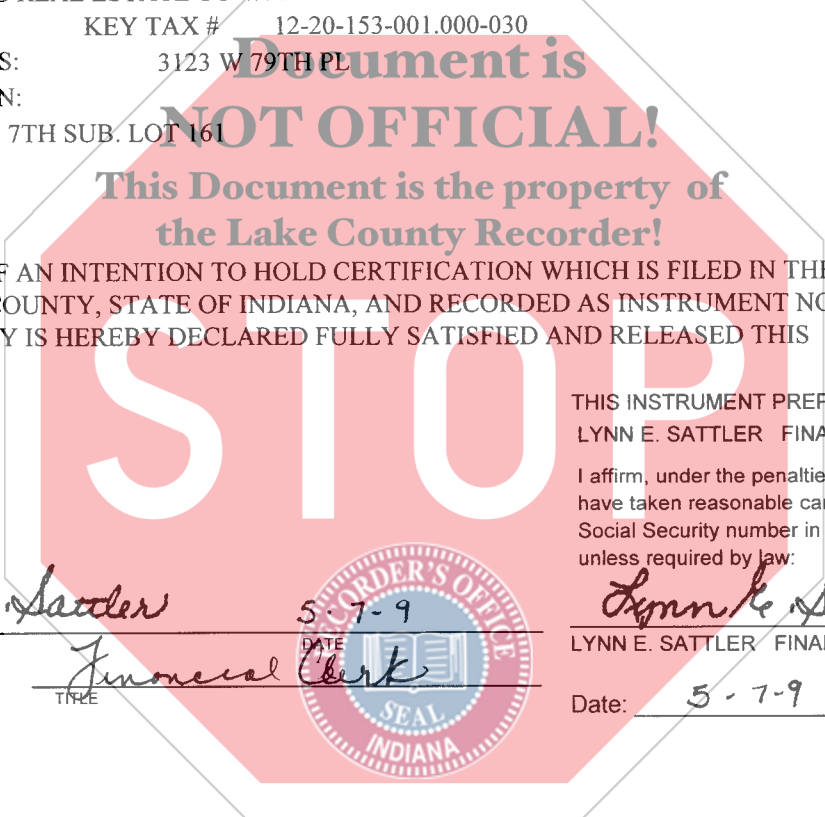 REAL ESTATE TO
KEY TAX # 12-20-153-001.000-030
S: 3123 W 79TH PL
N:
7TH SUB. LOT 161
Document is
NOT OFFICIAL!
This Document is the property of
the Lake County Recorder!
F AN INTENTION TO HOLD CERTIFICATION WHICH IS FILED IN THE
COUNTY, STATE OF INDIANA, AND RECORDED AS INSTRUMENT NO
Y IS HEREBY DECLARED FULLY SATISFIED AND RELEASED THIS
STOP
THIS INSTRUMENT PREP
LYNN E. SATTLER FINA
I affirm, under the penaltie
have taken reasonable car
Social Security number in
unless required by law:
. Sattler 5-7-9
DATE
Financial Clerk
TITLE
Lynn E. S
LYNN E. SATTLER FINA
Date: 5-7-9
RECORDER'S OFFICE
SEAL
INDIANA